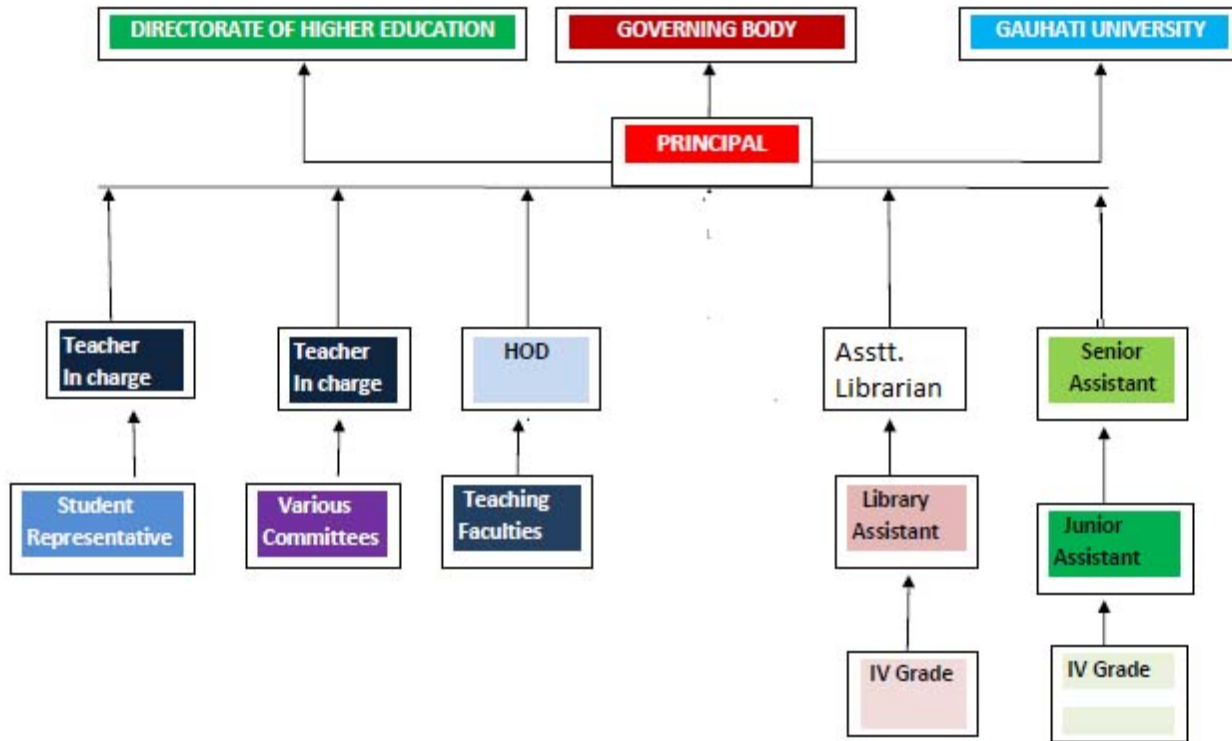 DIRECTORATE OF HIGHER EDUCATION
GOVERNING BODY
GAUHATI UNIVERSITY
PRINCIPAL
Teacher
In charge
Teacher
In charge
HOD
Asstt.
Librarian
Senior
Assistant
Student
Representative
Various
Committees
Teaching
Faculties
Library
Assistant
Junior
Assistant
IV Grade
IV Grade